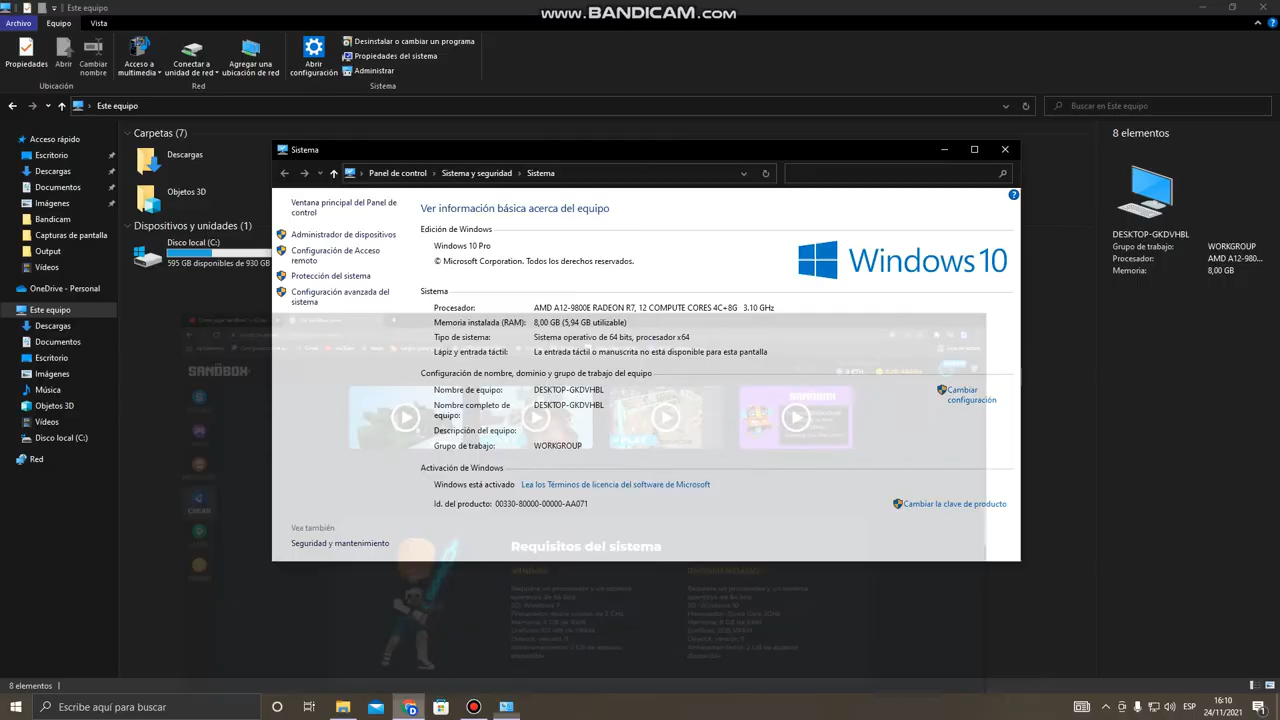 Este equipo
www.BANDICAM.com
Archivo
Equipo
Vista
Propiedades
Abrir
Cambiar nombre
Ubicación
Acceso a multimedia
Conectar a unidad de red
Agregar una ubicación de red
Red
Abrir configuración
Desinstalar o cambiar un programa
Propiedades del sistema
Administrar
Sistema
Este equipo
Buscar en Este equipo
Acceso rápido
Escritorio
Descargas
Documentos
Imágenes
Bandicam
Capturas de pantalla
Output
Vídeos
OneDrive - Personal
Este equipo
Descargas
Documentos
Escritorio
Imágenes
Música
Objetos 3D
Vídeos
Disco local (C:)
Red
Carpetas (7)
Descargas
Objetos 3D
Dispositivos y unidades (1)
Disco local (C:)
595 GB disponibles de 930 GB
Sistema
Panel de control
Sistema y seguridad
Sistema
Ventana principal del Panel de
control
Administrador de dispositivos
Configuración de Acceso
remoto
Protección del sistema
Configuración avanzada del
sistema
Vea también
Seguridad y mantenimiento
Ver información básica acerca del equipo
Edición de Windows
Windows 10 Pro
© Microsoft Corporation. Todos los derechos reservados.
Windows 10
Sistema
Procesador: AMD A12-9800E RADEON R7, 12 COMPUTE CORES 4C+8G 3.10 GHz
Memoria instalada (RAM): 8,00 GB (5,94 GB utilizable)
Tipo de sistema: Sistema operativo de 64 bits, procesador x64
Lápiz y entrada táctil: La entrada táctil o manuscrita no está disponible para esta pantalla
Configuración de nombre, dominio y grupo de trabajo del equipo
Nombre de equipo: DESKTOP-GKDVHBL
Nombre completo de equipo: DESKTOP-GKDVHBL
Descripción del equipo:
Grupo de trabajo: WORKGROUP
Cambiar
configuración
Activación de Windows
Windows está activado Lea los Términos de licencia del software de Microsoft
Id. del producto: 00330-80000-00000-AA071
Cambiar la clave de producto
SANDBOX
CREAR
Requisitos del sistema
8 elementos
DESKTOP-GKDVHBL
Grupo de trabajo: WORKGROUP
Procesador: AMD A12-980...
Memoria: 8,00 GB
8 elementos
Escribe aquí para buscar
ESP
16:10
24/11/2021